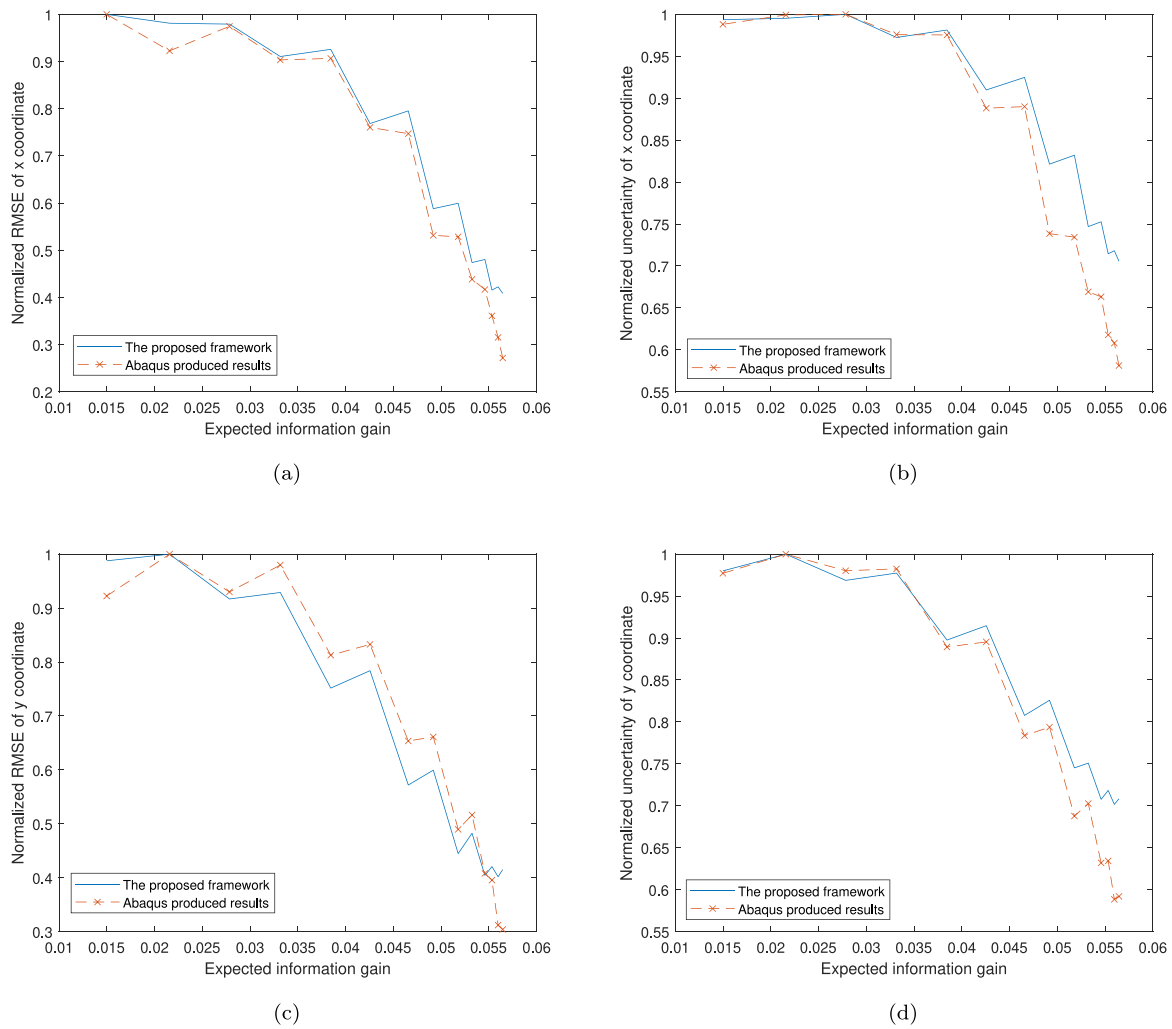 1
0.9
0.8
0.7
0.6
0.5
0.4
0.3
0.2
Normalized RMSE of x coordinate
The proposed framework
Abaqus produced results
0.01 0.015 0.02 0.025 0.03 0.035 0.04 0.045 0.05 0.055 0.06
Expected information gain
(a)
1
0.95
0.9
0.85
0.8
0.75
0.7
0.65
0.6
0.55
Normalized uncertainty of x coordinate
The proposed framework
Abaqus produced results
0.01 0.015 0.02 0.025 0.03 0.035 0.04 0.045 0.05 0.055 0.06
Expected information gain
(b)
1
0.9
0.8
0.7
0.6
0.5
0.4
0.3
Normalized RMSE of y coordinate
The proposed framework
Abaqus produced results
0.01 0.015 0.02 0.025 0.03 0.035 0.04 0.045 0.05 0.055 0.06
Expected information gain
(c)
1
0.95
0.9
0.85
0.8
0.75
0.7
0.65
0.6
0.55
Normalized uncertainty of y coordinate
The proposed framework
Abaqus produced results
0.01 0.015 0.02 0.025 0.03 0.035 0.04 0.045 0.05 0.055 0.06
Expected information gain
(d)